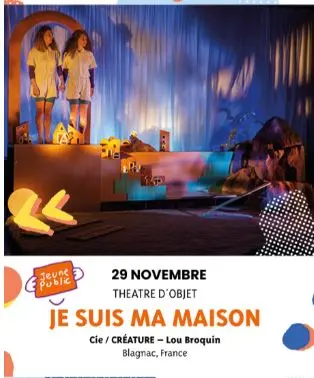 Jeune
Public
29 NOVEMBRE
THEATRE D'OBJET
JE SUIS MA MAISON
Cie / CRÉATURE – Lou Broquin
Blagnac, France